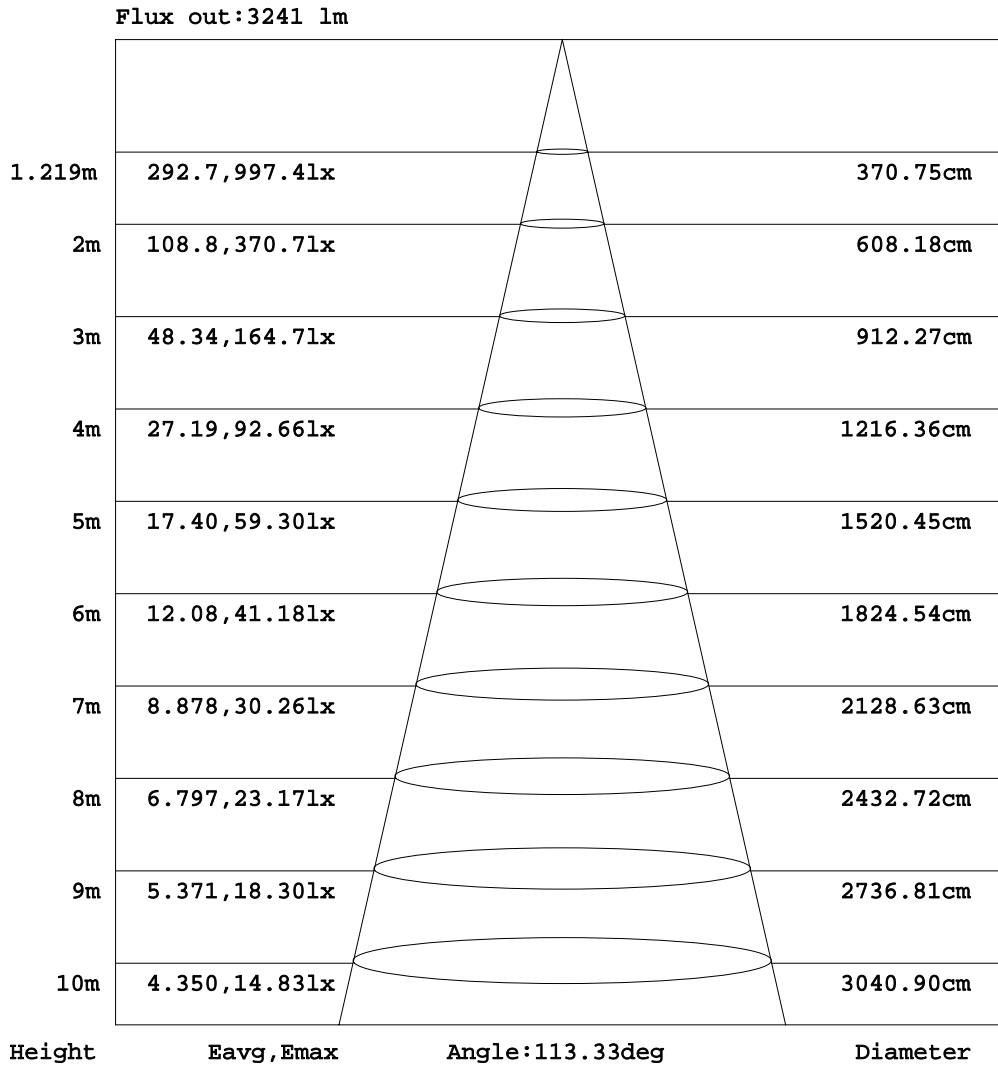 Flux out:3241 lm
1.219m 292.7,997.4lx 370.75cm
2m 108.8,370.7lx 608.18cm
3m 48.34,164.7lx 912.27cm
4m 27.19,92.66lx 1216.36cm
5m 17.40,59.30lx 1520.45cm
6m 12.08,41.18lx 1824.54cm
7m 8.878,30.26lx 2128.63cm
8m 6.797,23.17lx 2432.72cm
9m 5.371,18.30lx 2736.81cm
10m 4.350,14.83lx 3040.90cm
Height Eavg,Emax Angle:113.33deg Diameter